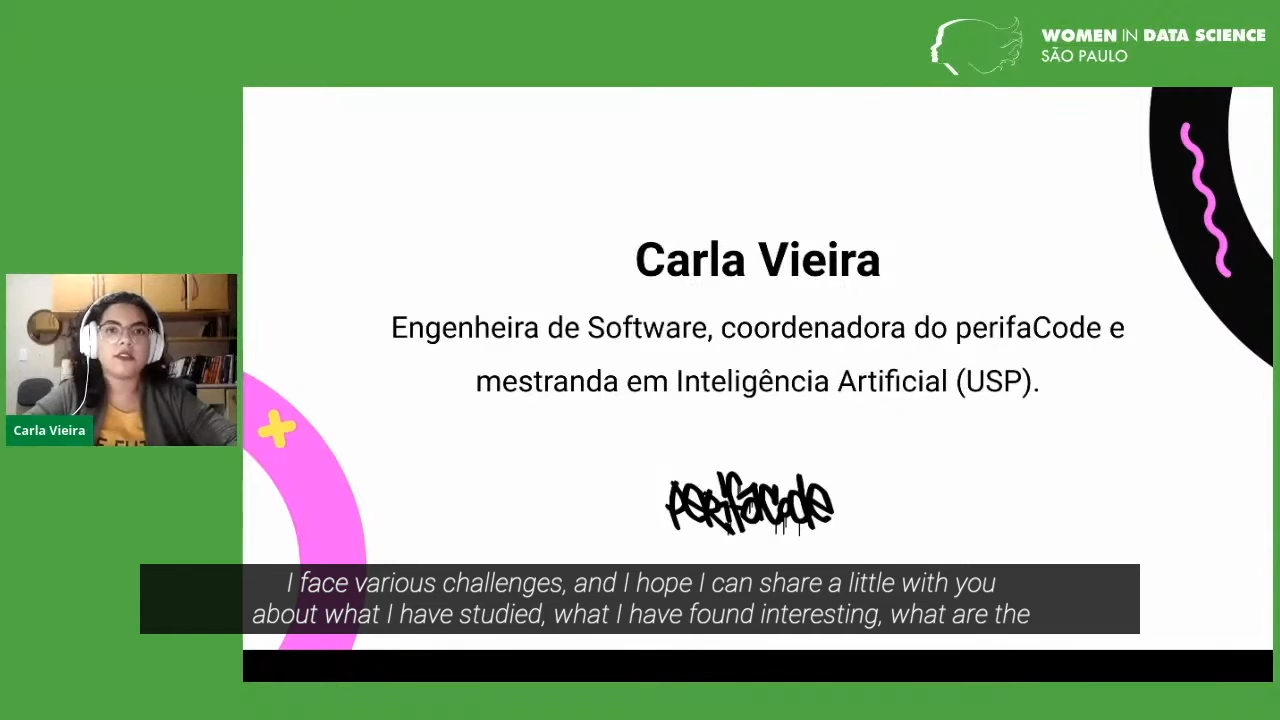 WOMEN IN DATA SCIENCE
SÃO PAULO
Carla Vieira
Engenheira de Software, coordenadora do perifaCode e
mestranda em Inteligência Artificial (USP).
Carla Vieira
perifacode
I face various challenges, and I hope I can share a little with you
about what I have studied, what I have found interesting, what are the